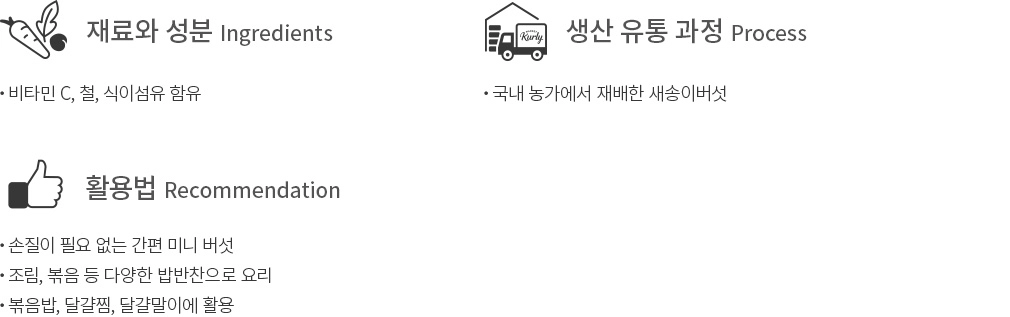 재료와 성분 Ingredients
• 비타민 C, 철, 식이섬유 함유
Kurly
생산 유통 과정 Process
• 국내 농가에서 재배한 새송이버섯
활용법 Recommendation
• 손질이 필요 없는 간편 미니 버섯
• 조림, 볶음 등 다양한 밥반찬으로 요리
• 볶음밥, 달걀찜, 달걀말이에 활용